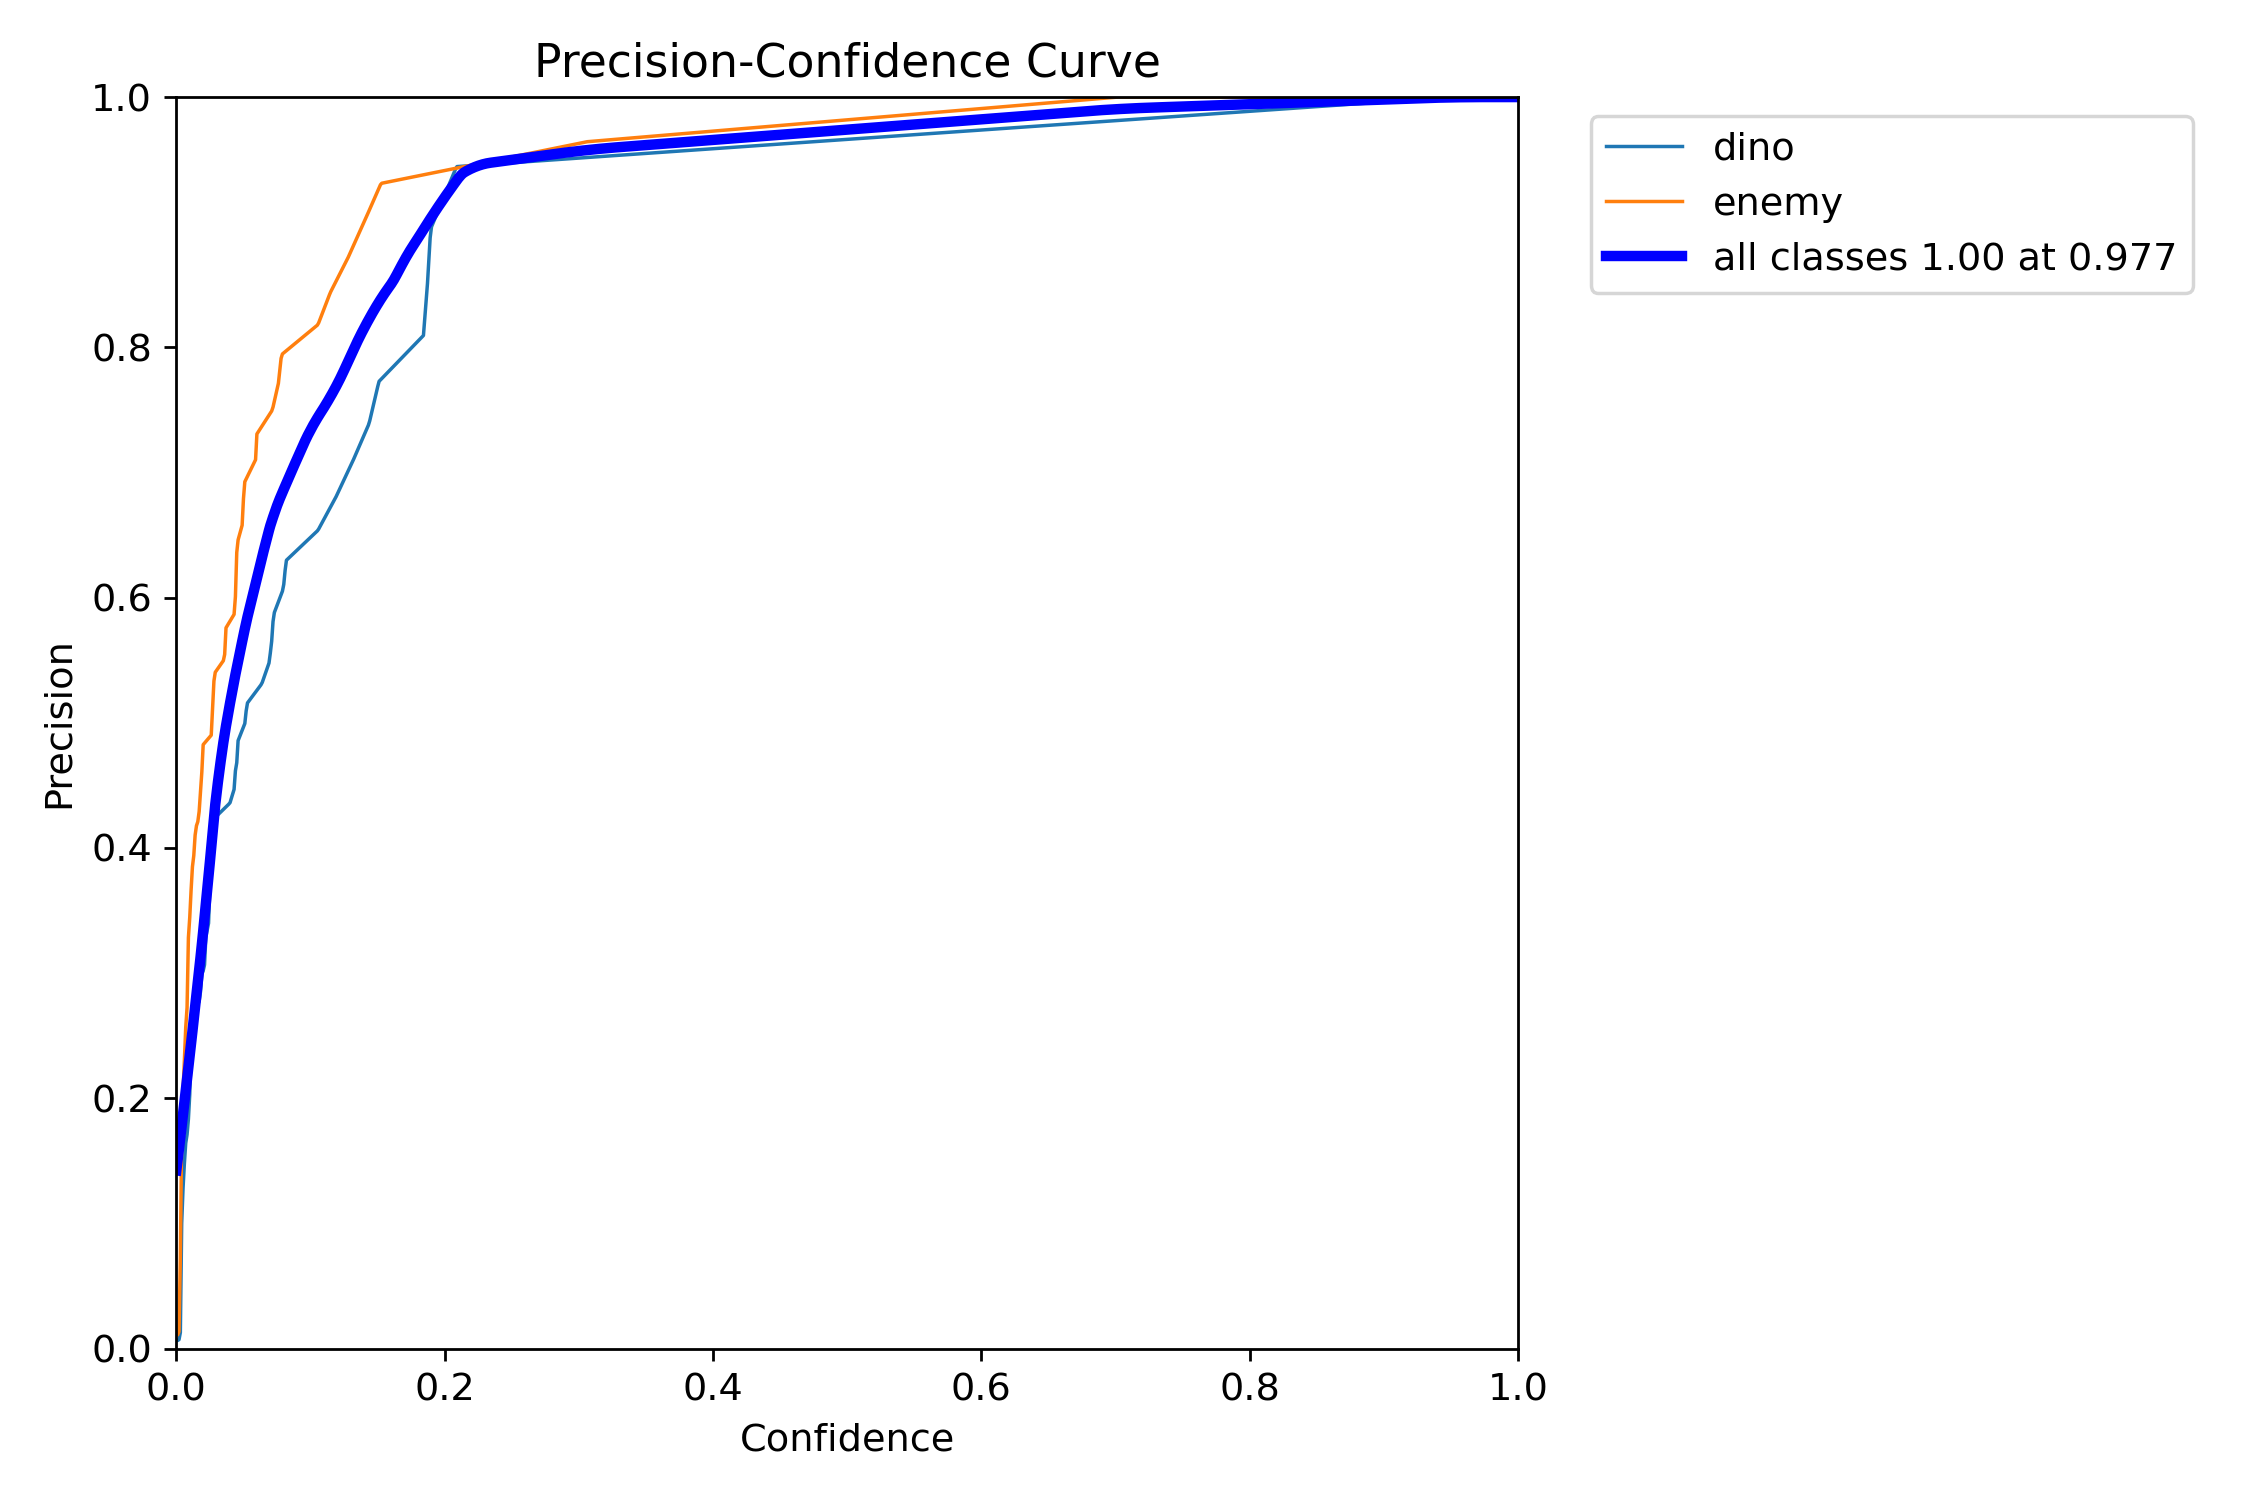 Precision-Confidence Curve
1.0
0.8
0.6
0.4
0.2
0.0
Precision
0.0 0.2 0.4 0.6 0.8 1.0
Confidence
dino
enemy
all classes 1.00 at 0.977